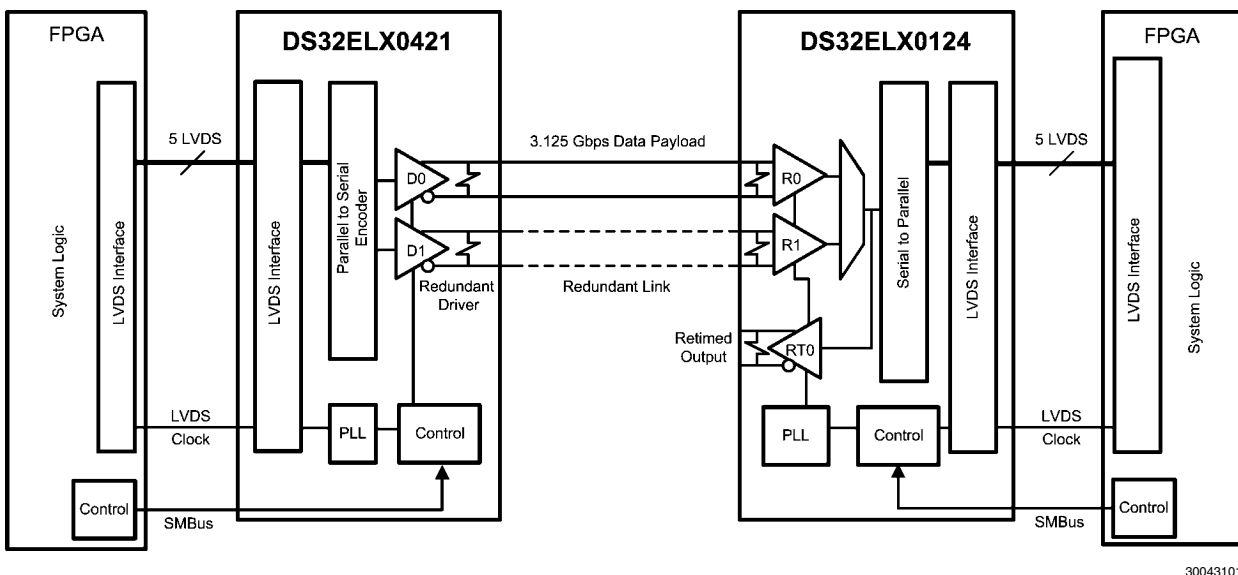 FPGA
DS32ELX0421
DS32ELX0124
FPGA
System Logic
LVDS Interface
5 LVDS
LVDS Interface
Parallel to Serial
Encoder
D0
D1
3.125 Gbps Data Payload
Redundant
Driver
Redundant Link
R0
R1
Retimed
Output
RT0
Serial to Parallel
LVDS Interface
5 LVDS
LVDS Interface
System Logic
LVDS
Clock
PLL
Control
PLL
Control
LVDS
Clock
Control
SMBus
SMBus
Control
30043101